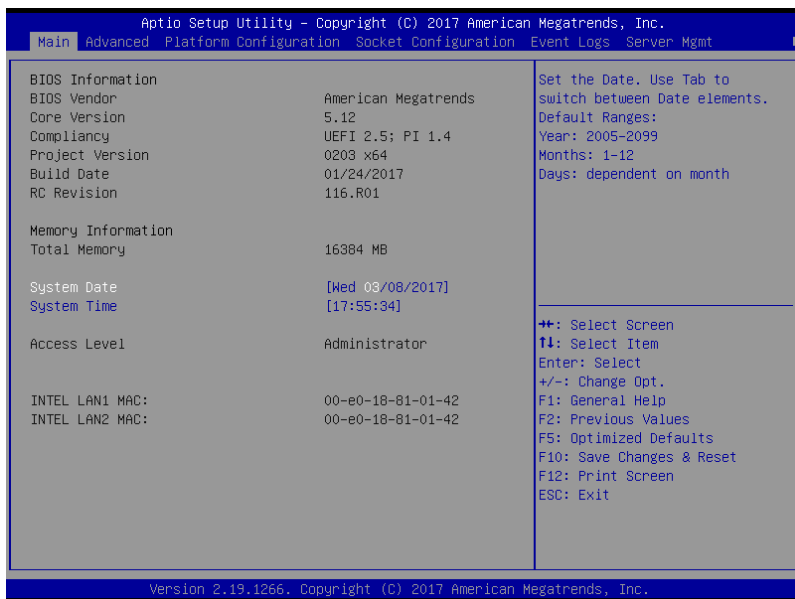 Aptio Setup Utility – Copyright (C) 2017 American Megatrends, Inc.
Main Advanced Platform Configuration Socket Configuration Event Logs Server Mgmt
BIOS Information
BIOS Vendor American Megatrends
Core Version 5.12
Compliancy UEFI 2.5; PI 1.4
Project Version 0203 x64
Build Date 01/24/2017
RC Revision 116.R01
Memory Information
Total Memory 16384 MB
System Date [Wed 03/08/2017]
System Time [17:55:34]
Access Level Administrator
INTEL LAN1 MAC: 00-e0-18-81-01-42
INTEL LAN2 MAC: 00-e0-18-81-01-42
Set the Date. Use Tab to
switch between Date elements.
Default Ranges:
Year: 2005-2099
Months: 1-12
Days: dependent on month
→←: Select Screen
↑↓: Select Item
Enter: Select
+/-: Change Opt.
F1: General Help
F2: Previous Values
F5: Optimized Defaults
F10: Save Changes & Reset
F12: Print Screen
ESC: Exit
Version 2.19.1266. Copyright (C) 2017 American Megatrends, Inc.